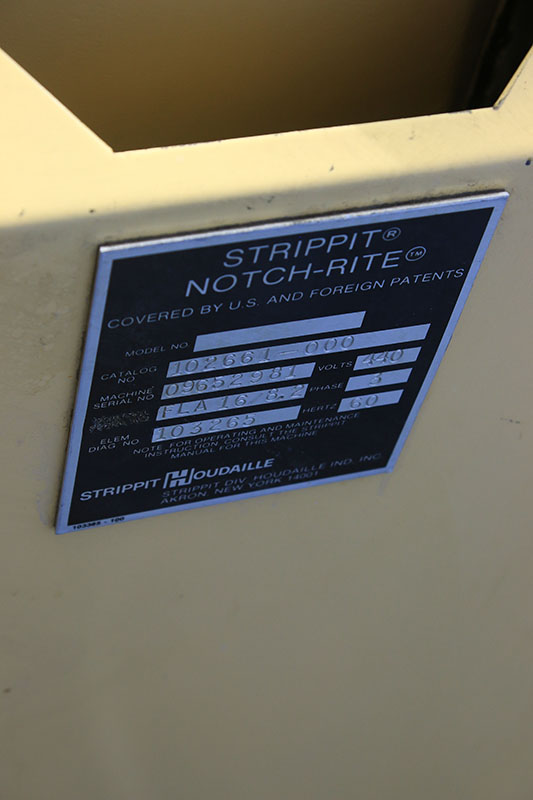 STRIPPIT®
NOTCH-RITE™
COVERED BY U.S. AND FOREIGN PATENTS
MODEL NO
CATALOG NO 102661-000
MACHINE SERIAL NO 09652981 VOLTS 440
FLA 16/8.2 PHASE 3
ELEM. DIAG. NO 103265 HERTZ 60
NOTE FOR OPERATING AND MAINTENANCE
INSTRUCTION, CONSULT THE STRIPPIT
MANUAL FOR THIS MACHINE
STRIPPIT HOUDAILLE
STRIPPIT DIV. HOUDAILLE IND. INC.
AKRON, NEW YORK 14001
103385-100